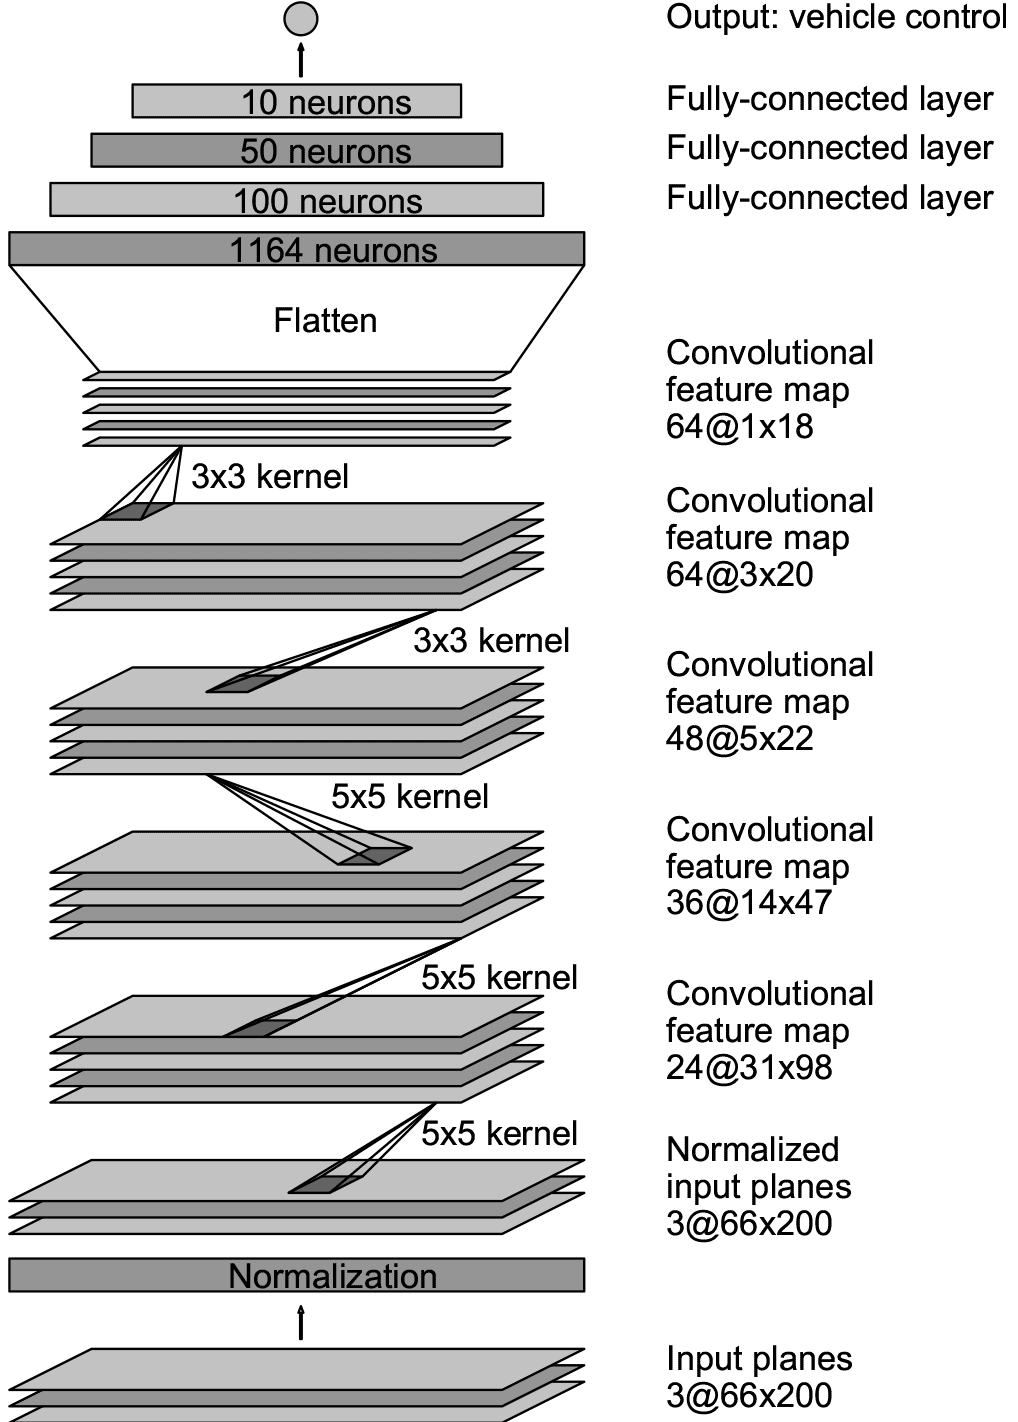 Output: vehicle control
10 neurons
Fully-connected layer
50 neurons
Fully-connected layer
100 neurons
Fully-connected layer
1164 neurons
Flatten
Convolutional
feature map
64@1x18
3x3 kernel
Convolutional
feature map
64@3x20
3x3 kernel
Convolutional
feature map
48@5x22
5x5 kernel
Convolutional
feature map
36@14x47
5x5 kernel
Convolutional
feature map
24@31x98
5x5 kernel
Normalized
input planes
3@66x200
Normalization
Input planes
3@66x200